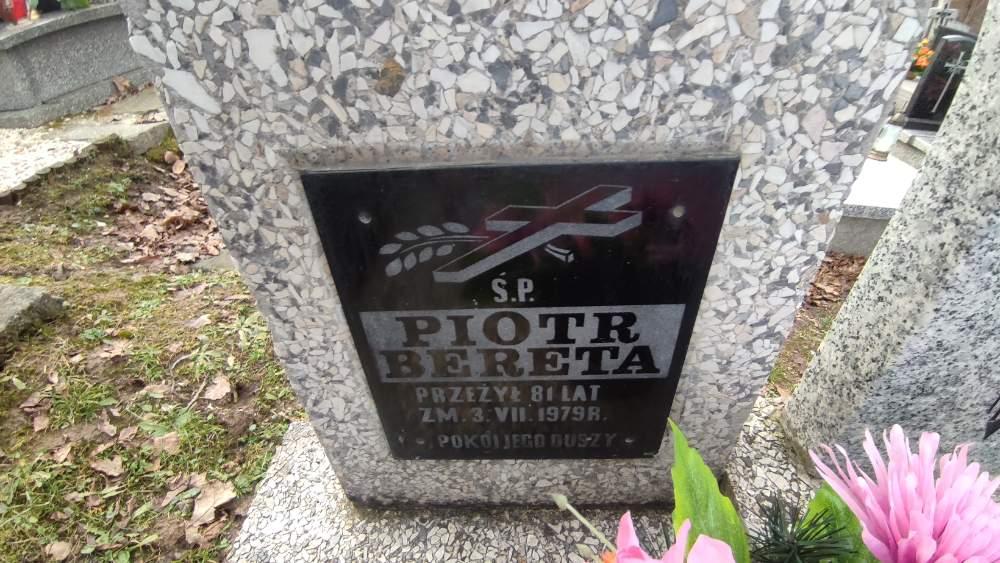 Ś.P.
PIOTR
BERETA
PRZEŻYŁ 81 LAT
ZM. 3. VII. 1979 R.
POKÓJ JEGO DUSZY